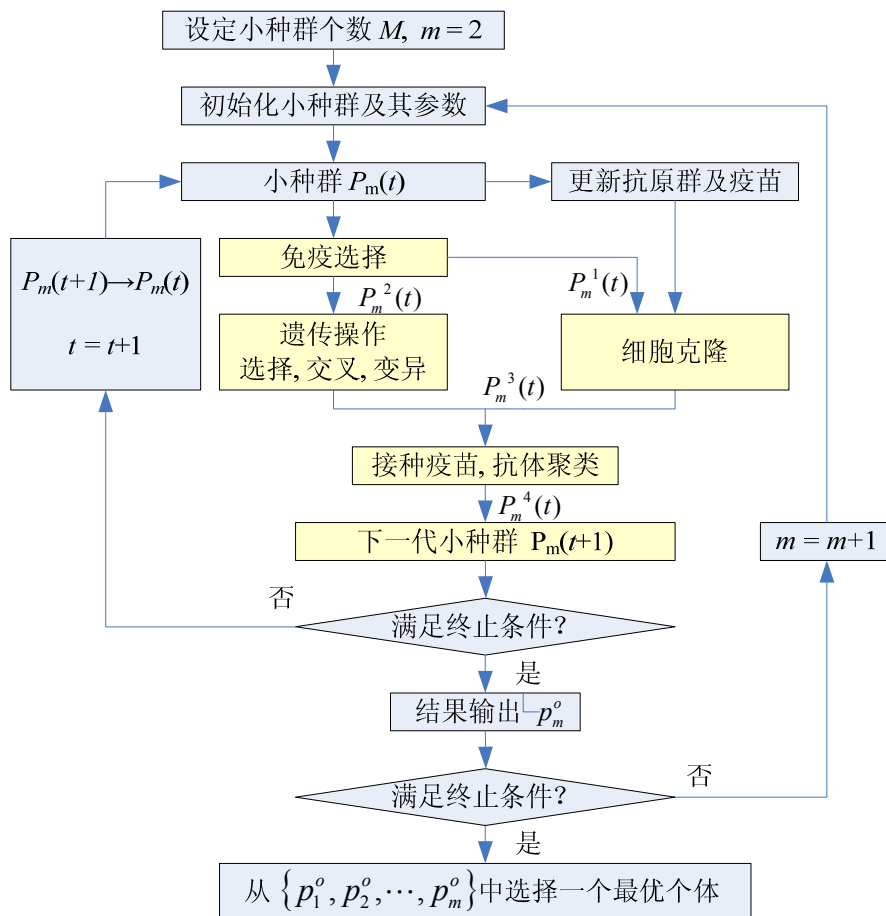 设定小种群个数 M, m = 2
初始化小种群及其参数
小种群 Pm(t)
更新抗原群及疫苗
Pm(t+1)→Pm(t)
t = t+1
免疫选择
Pm¹(t)
Pm²(t)
遗传操作
选择, 交叉, 变异
细胞克隆
Pm³(t)
接种疫苗, 抗体聚类
Pm⁴(t)
下一代小种群 Pm(t+1)
m = m+1
否
满足终止条件?
是
结果输出 pmᵒ
否
满足终止条件?
是
从 {p₁ᵒ, p₂ᵒ, ⋯, pmᵒ} 中选择一个最优个体